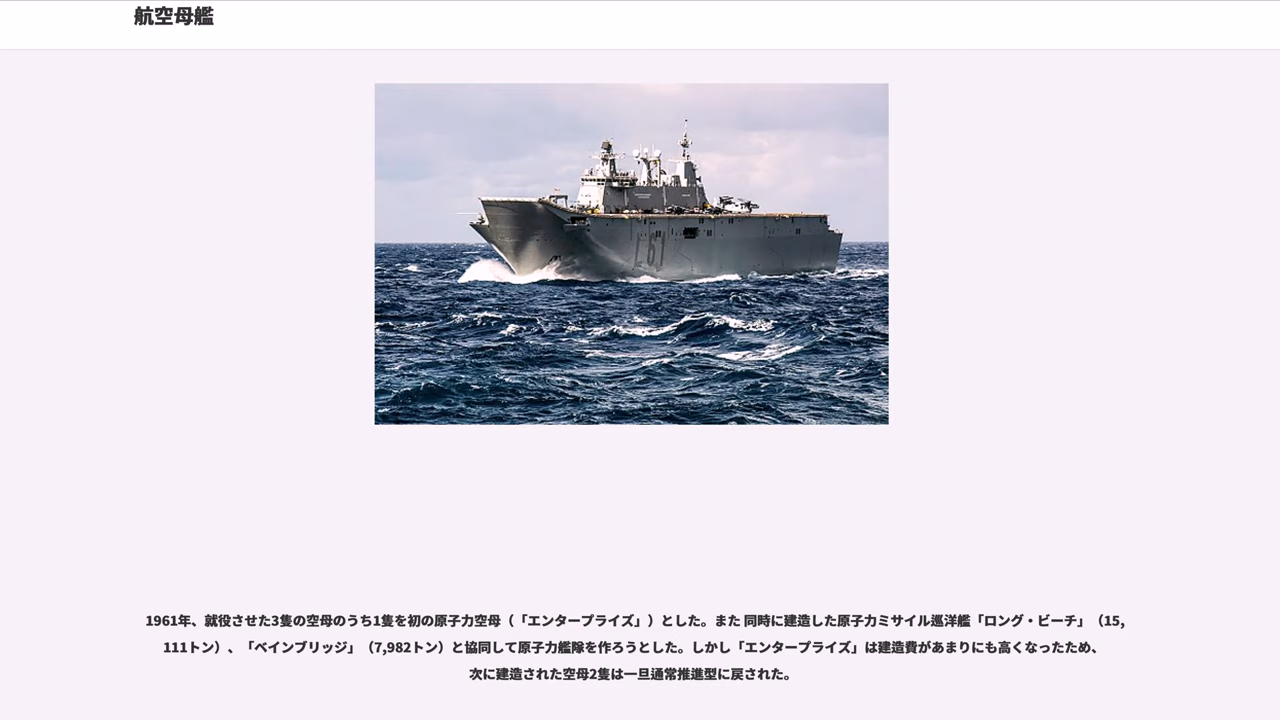 航空母艦
L61
1961年、就役させた3隻の空母のうち1隻を初の原子力空母（「エンタープライズ」）とした。また 同時に建造した原子力ミサイル巡洋艦「ロング・ビーチ」（15,
111トン）、「ベインブリッジ」（7,982トン）と協同して原子力艦隊を作ろうとした。しかし「エンタープライズ」は建造費があまりにも高くなったため、
次に建造された空母2隻は一旦通常推進型に戻された。